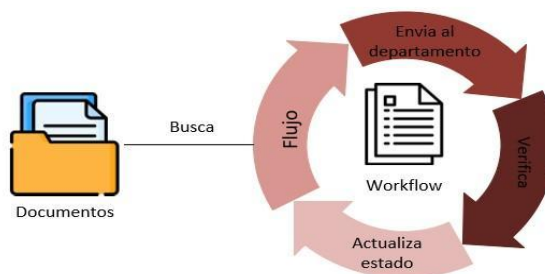 Documentos
Busca
Flujo
Envia al
departamento
Verifica
Actualiza
estado
Workflow